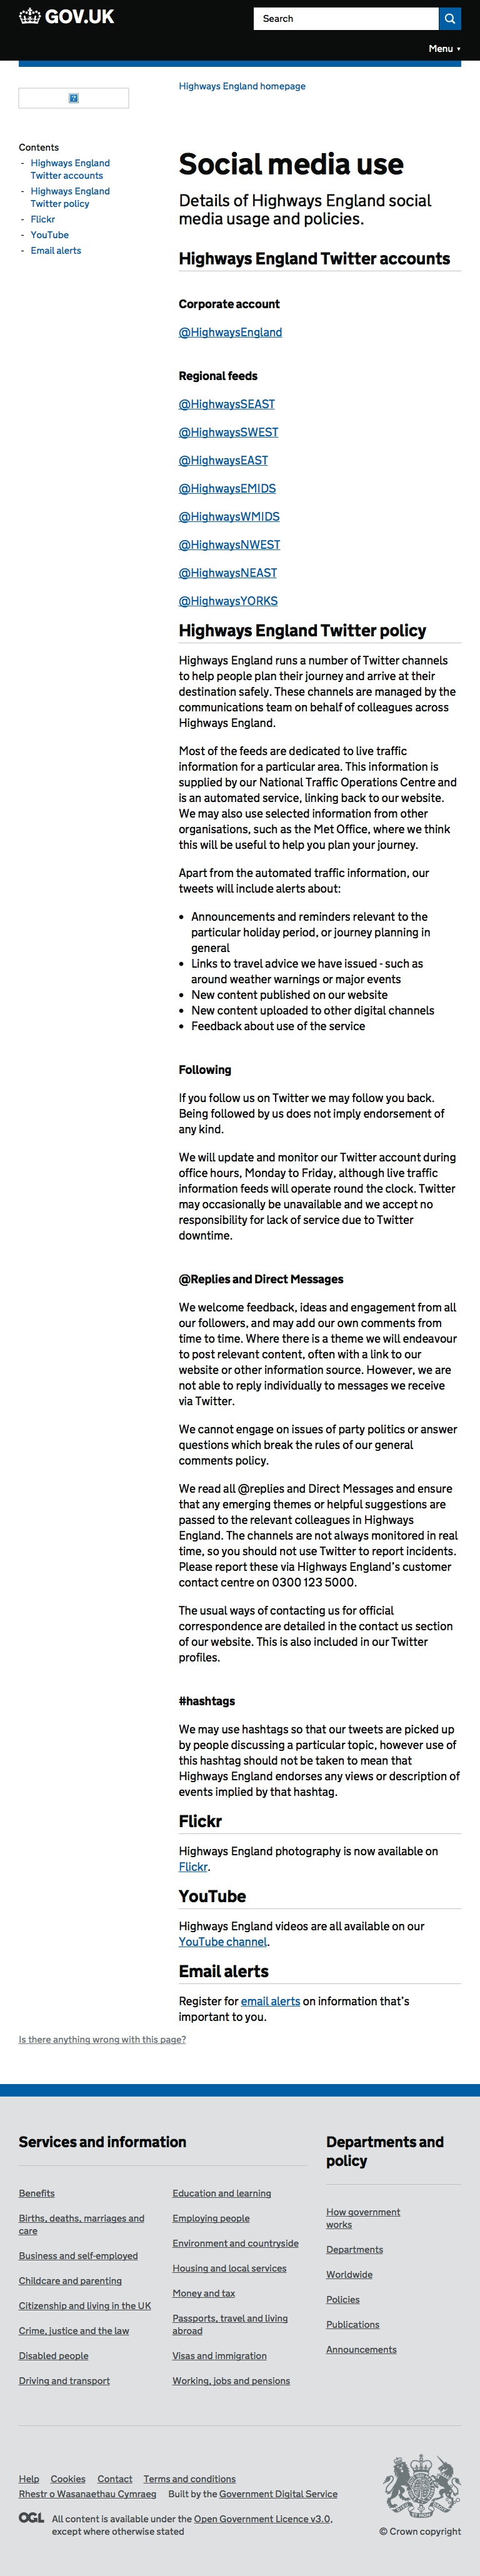 GOV.UK
Search
Menu ▾
Highways England homepage
Contents
- Highways England
Twitter accounts
- Highways England
Twitter policy
- Flickr
- YouTube
- Email alerts
Social media use
Details of Highways England social
media usage and policies.
Highways England Twitter accounts
Corporate account
@HighwaysEngland
Regional feeds
@HighwaysSEAST
@HighwaysSWEST
@HighwaysEAST
@HighwaysEMIDS
@HighwaysWMIDS
@HighwaysNWEST
@HighwaysNEAST
@HighwaysYORKS
Highways England Twitter policy
Highways England runs a number of Twitter channels
to help people plan their journey and arrive at their
destination safely. These channels are managed by the
communications team on behalf of colleagues across
Highways England.
Most of the feeds are dedicated to live traffic
information for a particular area. This information is
supplied by our National Traffic Operations Centre and
is an automated service, linking back to our website.
We may also use selected information from other
organisations, such as the Met Office, where we think
this will be useful to help you plan your journey.
Apart from the automated traffic information, our
tweets will include alerts about:
• Announcements and reminders relevant to the
particular holiday period, or journey planning in
general
• Links to travel advice we have issued - such as
around weather warnings or major events
• New content published on our website
• New content uploaded to other digital channels
• Feedback about use of the service
Following
If you follow us on Twitter we may follow you back.
Being followed by us does not imply endorsement of
any kind.
We will update and monitor our Twitter account during
office hours, Monday to Friday, although live traffic
information feeds will operate round the clock. Twitter
may occasionally be unavailable and we accept no
responsibility for lack of service due to Twitter
downtime.
@Replies and Direct Messages
We welcome feedback, ideas and engagement from all
our followers, and may add our own comments from
time to time. Where there is a theme we will endeavour
to post relevant content, often with a link to our
website or other information source. However, we are
not able to reply individually to messages we receive
via Twitter.
We cannot engage on issues of party politics or answer
questions which break the rules of our general
comments policy.
We read all @replies and Direct Messages and ensure
that any emerging themes or helpful suggestions are
passed to the relevant colleagues in Highways
England. The channels are not always monitored in real
time, so you should not use Twitter to report incidents.
Please report these via Highways England's customer
contact centre on 0300 123 5000.
The usual ways of contacting us for official
correspondence are detailed in the contact us section
of our website. This is also included in our Twitter
profiles.
#hashtags
We may use hashtags so that our tweets are picked up
by people discussing a particular topic, however use of
this hashtag should not be taken to mean that
Highways England endorses any views or description of
events implied by that hashtag.
Flickr
Highways England photography is now available on
Flickr.
YouTube
Highways England videos are all available on our
YouTube channel.
Email alerts
Register for email alerts on information that's
important to you.
Is there anything wrong with this page?
Services and information
Benefits
Births, deaths, marriages and
care
Business and self-employed
Childcare and parenting
Citizenship and living in the UK
Crime, justice and the law
Disabled people
Driving and transport
Education and learning
Employing people
Environment and countryside
Housing and local services
Money and tax
Passports, travel and living
abroad
Visas and immigration
Working, jobs and pensions
Departments and
policy
How government
works
Departments
Worldwide
Policies
Publications
Announcements
Help Cookies Contact Terms and conditions
Rhestr o Wasanaethau Cymraeg Built by the Government Digital Service
OGL All content is available under the Open Government Licence v3.0,
except where otherwise stated
© Crown copyright